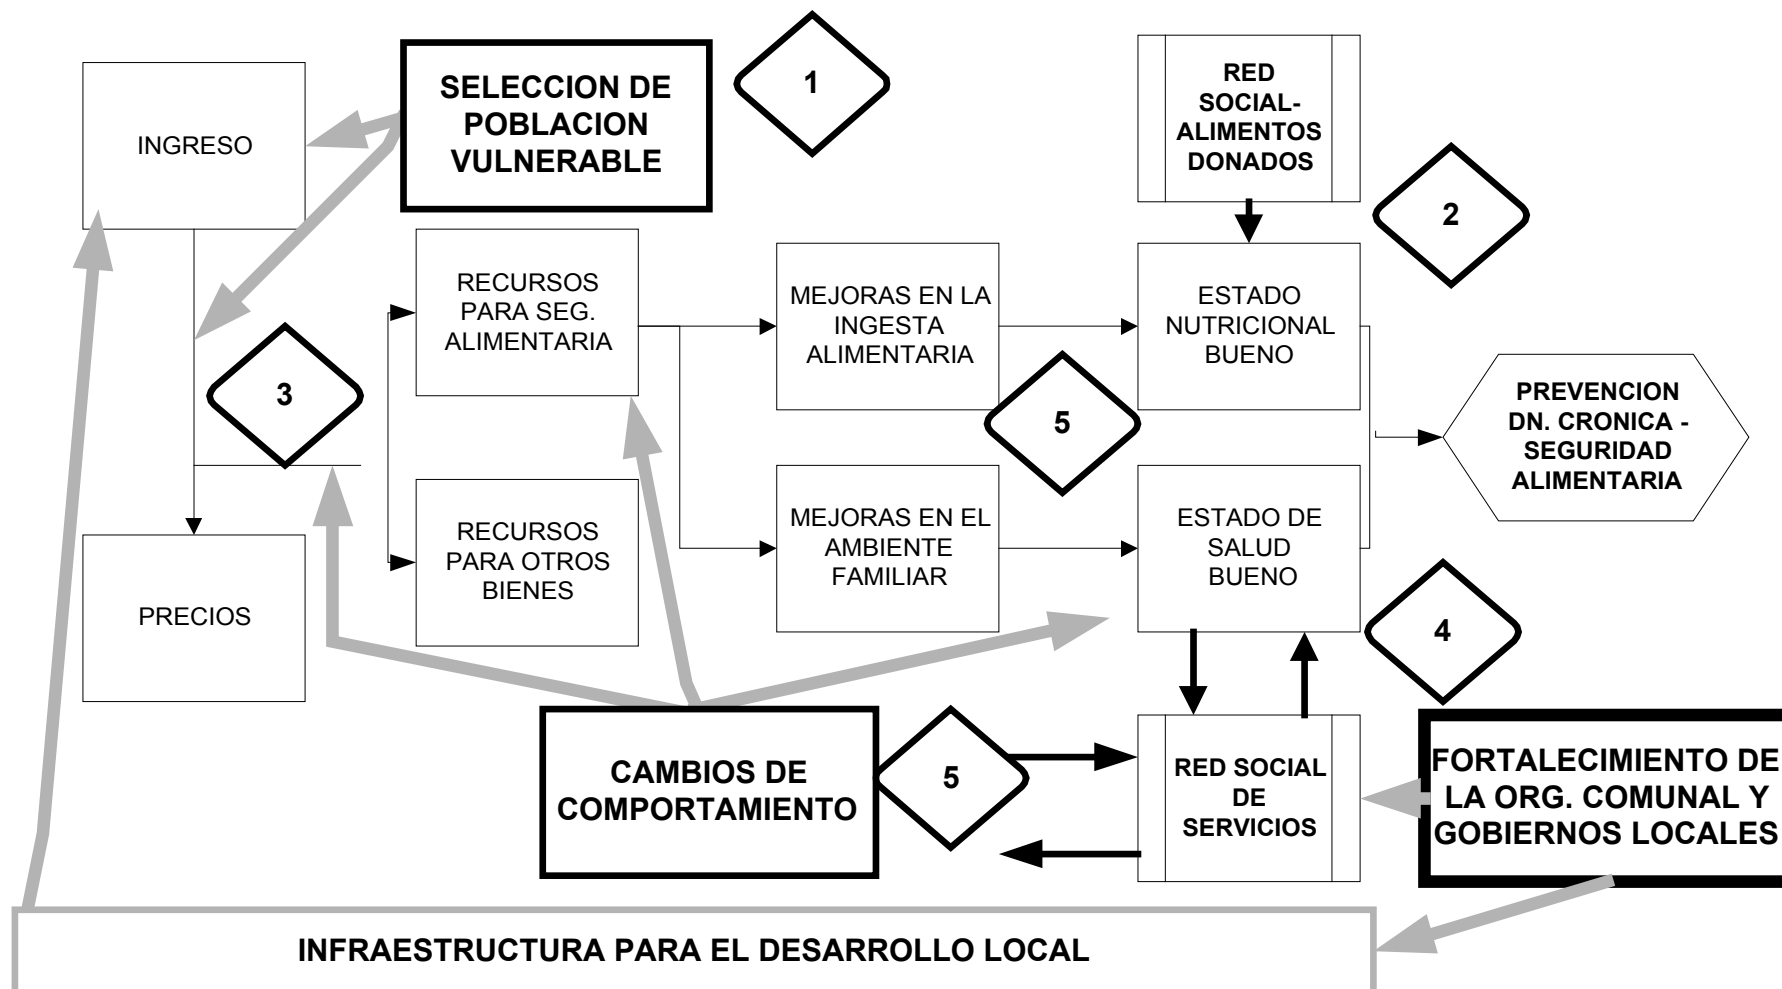 INGRESO
SELECCION DE
POBLACION
VULNERABLE
1
RED
SOCIAL-
ALIMENTOS
DONADOS
2
RECURSOS
PARA SEG.
ALIMENTARIA
MEJORAS EN LA
INGESTA
ALIMENTARIA
ESTADO
NUTRICIONAL
BUENO
3
5
PREVENCION
DN. CRONICA -
SEGURIDAD
ALIMENTARIA
PRECIOS
RECURSOS
PARA OTROS
BIENES
MEJORAS EN EL
AMBIENTE
FAMILIAR
ESTADO DE
SALUD
BUENO
4
CAMBIOS DE
COMPORTAMIENTO
5
RED SOCIAL
DE
SERVICIOS
FORTALECIMIENTO DE
LA ORG. COMUNAL Y
GOBIERNOS LOCALES
INFRAESTRUCTURA PARA EL DESARROLLO LOCAL